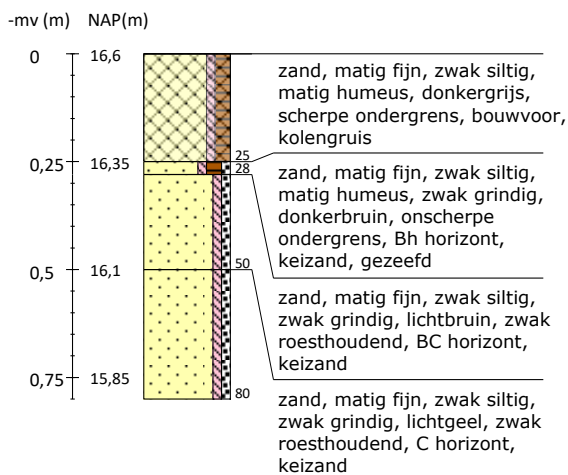 -mv (m) NAP(m)
0 16,6
zand, matig fijn, zwak siltig,
matig humeus, donkergrijs,
scherpe ondergrens, bouwvoor,
kolengruis
25
0,25 16,35
28
zand, matig fijn, zwak siltig,
matig humeus, zwak grindig,
donkerbruin, onscherpe
ondergrens, Bh horizont,
keizand, gezeefd
0,5 16,1
50
zand, matig fijn, zwak siltig,
zwak grindig, lichtbruin, zwak
roesthoudend, BC horizont,
keizand
0,75 15,85
80
zand, matig fijn, zwak siltig,
zwak grindig, lichtgeel, zwak
roesthoudend, C horizont,
keizand